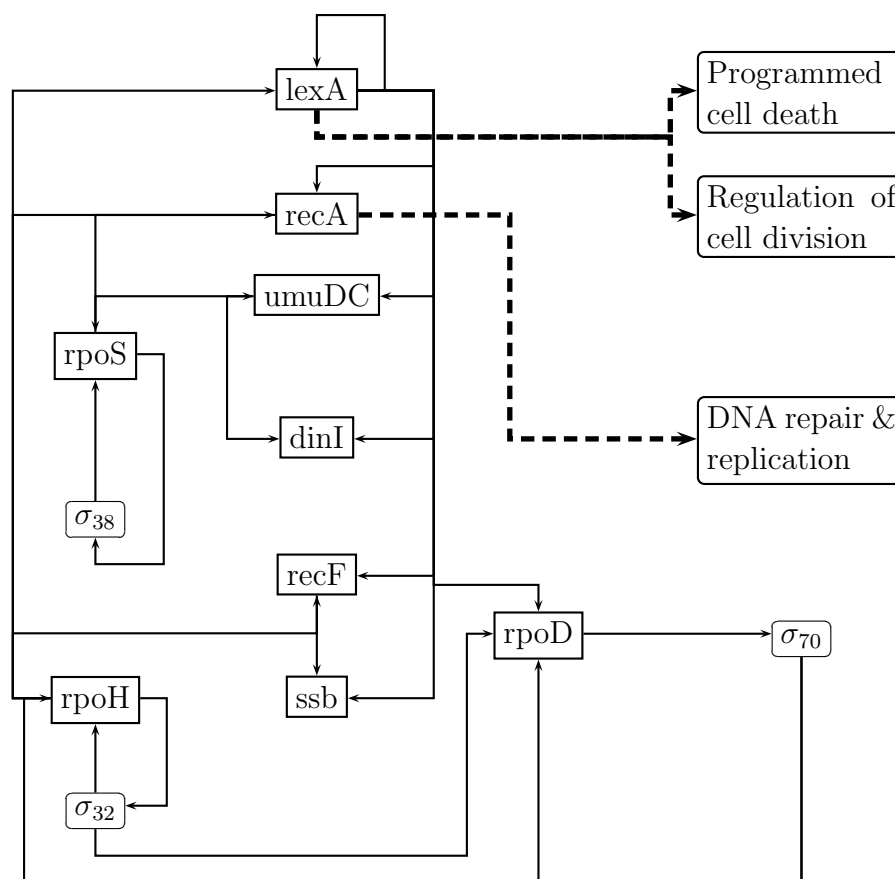 lexA
Programmed
cell death
recA
Regulation of
cell division
umuDC
rpoS
dinI
DNA repair &
replication
σ38
recF
rpoD
σ70
rpoH
ssb
σ32